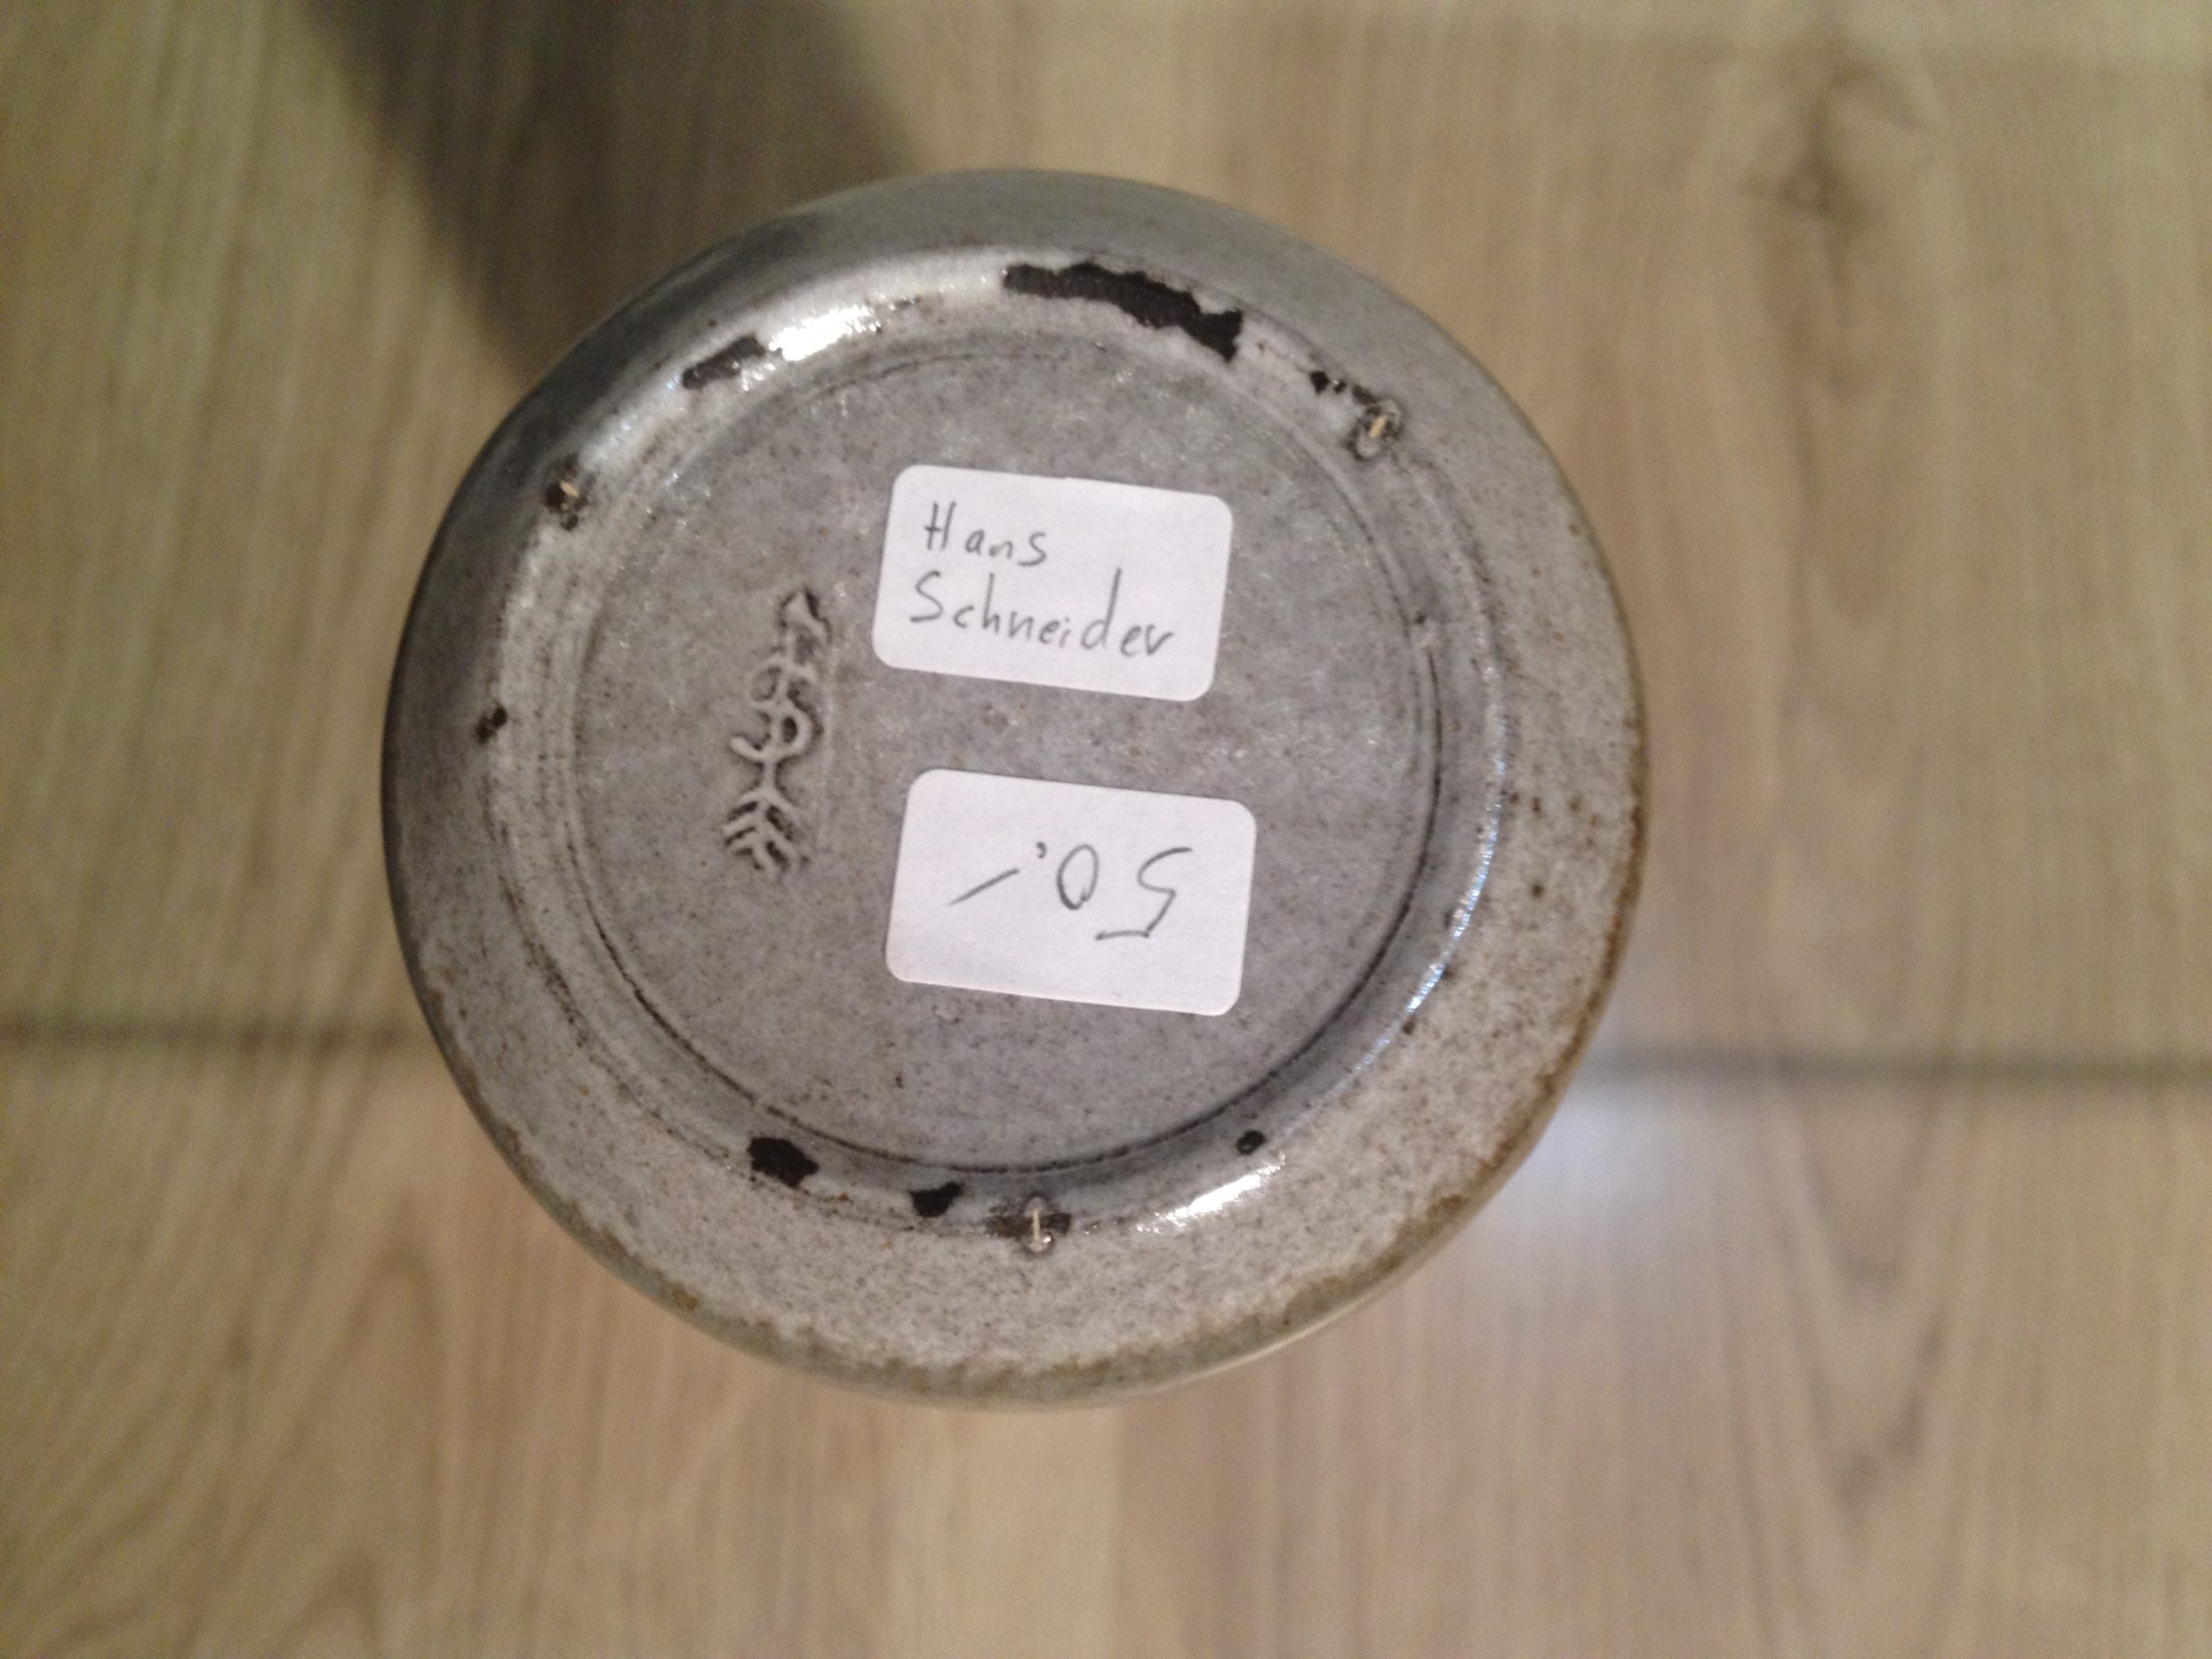 Hans
Schneider
50,-